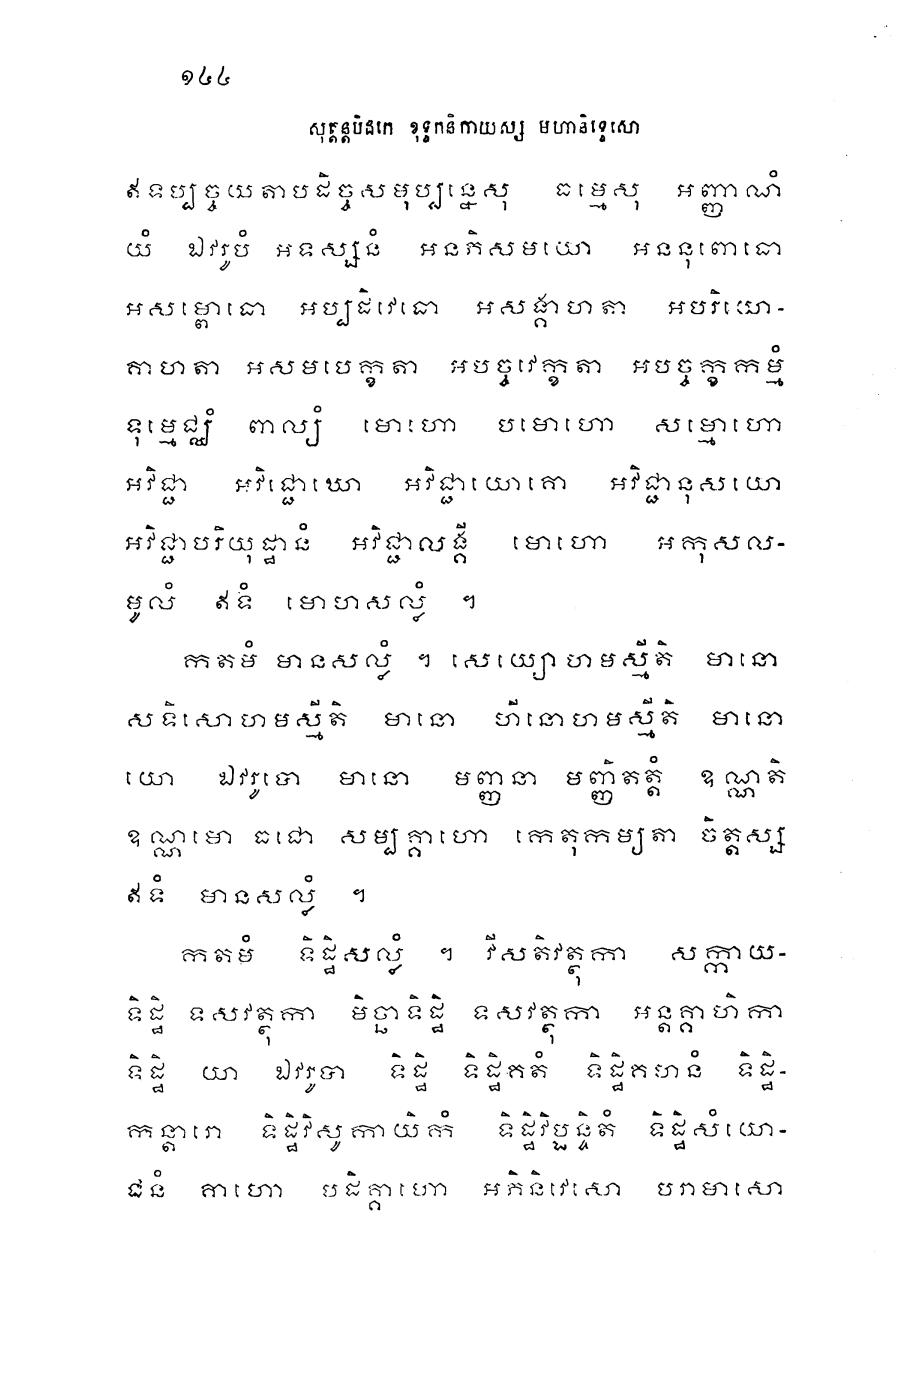 ១៤៤
សុត្តន្តបិដកេ ខុទ្ទកនិកាយស្ស មហានិទ្ទេសោ
ឥទប្បច្ចយតាបដិច្ចសមុប្បន្នេសុ ធម្មេសុ អញ្ញាណំ
យំ ឯវរូបំ អទស្សនំ អនភិសមយោ អននុពោធោ
អសម្ពោធោ អប្បដិវេធោ អសង្គាហនា អបរិយោ-
គាហនា អសមបេក្ខនា អបច្ចវេក្ខនា អបច្ចក្ខកម្មំ
ទុម្មេជ្ឈំ ពាល្យំ មោហោ បមោហោ សម្មោហោ
អវិជ្ជា អវិជ្ជោឃោ អវិជ្ជាយោគោ អវិជ្ជានុសយោ
អវិជ្ជាបរិយុដ្ឋានំ អវិជ្ជាលង្គី មោហោ អកុសល-
មូលំ ឥទំ មោហសល្លំ ។
កតមំ មានសល្លំ ។ សេយ្យោហមស្មីតិ មានោ
សទិសោហមស្មីតិ មានោ ហីនោហមស្មីតិ មានោ
យោ ឯវរូបោ មានោ មញ្ញនា មញ្ញិតត្តំ ឧណ្ណតិ
ឧណ្ណមោ ធជោ សម្បគ្គាហោ កេតុកម្យតា ចិត្តស្ស
ឥទំ មានសល្លំ ។
កតមំ ទិដ្ឋិសល្លំ ។ វីសតិវត្ថុកា សក្កាយ-
ទិដ្ឋិ ទសវត្ថុកា មិច្ឆាទិដ្ឋិ ទសវត្ថុកា អន្តគ្គាហិកា
ទិដ្ឋិ យា ឯវរូបា ទិដ្ឋិ ទិដ្ឋិគតំ ទិដ្ឋិគហនំ ទិដ្ឋិ-
កន្តារោ ទិដ្ឋិវិសូកាយិកំ ទិដ្ឋិវិប្ផន្ទិតំ ទិដ្ឋិសំយោ-
ជនំ គាហោ បដិគ្គាហោ អភិនិវេសោ បរាមាសោ